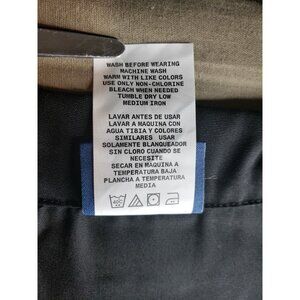 WASH BEFORE WEARING
MACHINE WASH
WARM WITH LIKE COLORS
USE ONLY NON-CHLORINE
BLEACH WHEN NEEDED
TUMBLE DRY LOW
MEDIUM IRON
LAVAR ANTES DE USAR
LAVAR A MAQUINA CON
AGUA TIBIA Y COLORES
SIMILARES USAR
SOLAMENTE BLANQUEADOR
SIN CLORO CUANDO SE
NECESITE
SECAR EN MAQUINA A
TEMPERATURA BAJA
PLANCHA A TEMPERATURA
MEDIA
40C